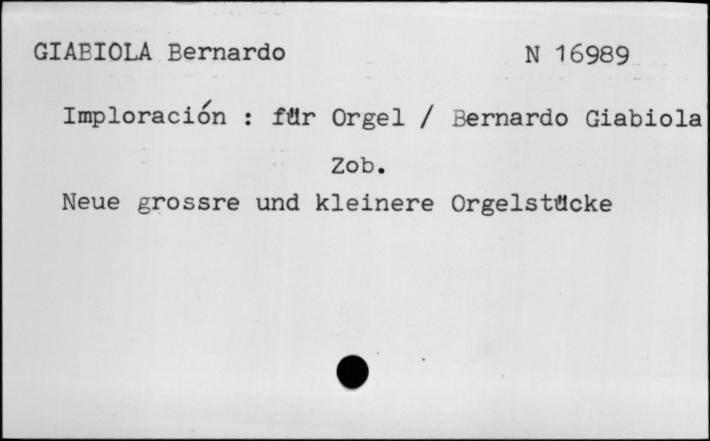 GIABIOLA Bernardo N 16989
Imploración : für Orgel / Bernardo Giabiola
Zob.
Neue grossre und kleinere Orgelstücke